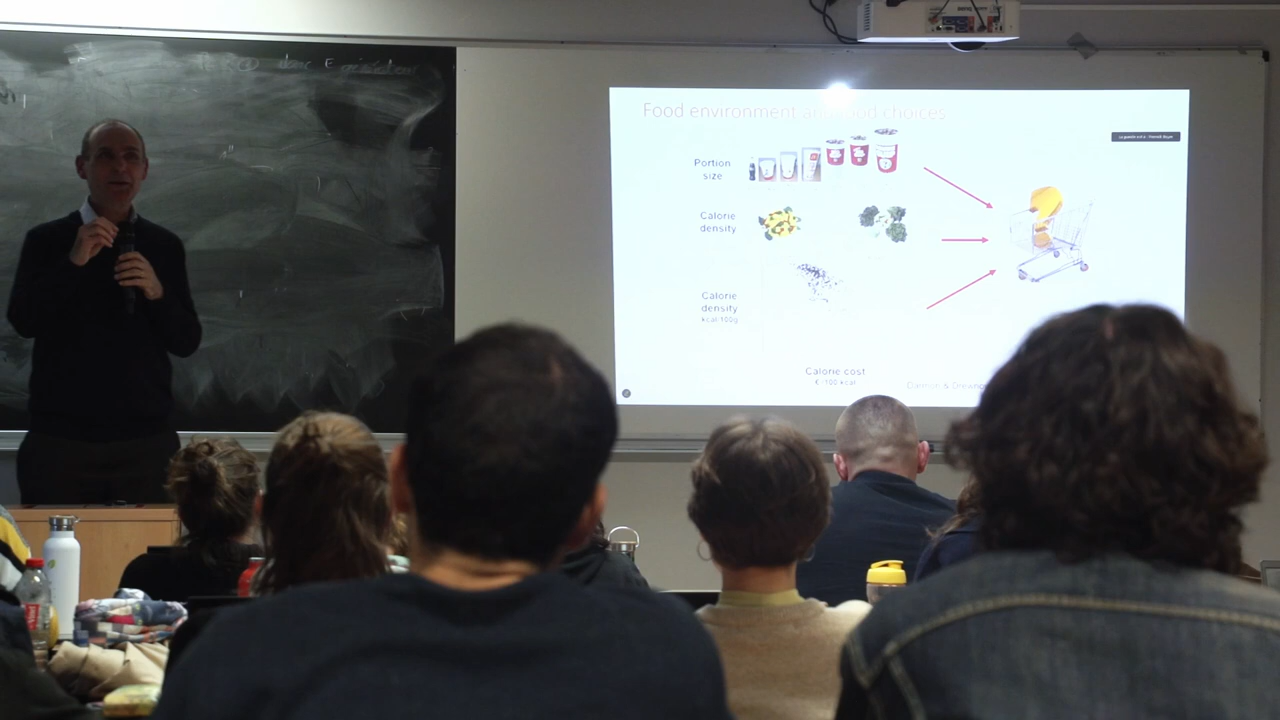 Food environment and food choices
Portion
size
Calorie
density
Calorie
density
kcal/100g
Calorie cost
€/100 kcal